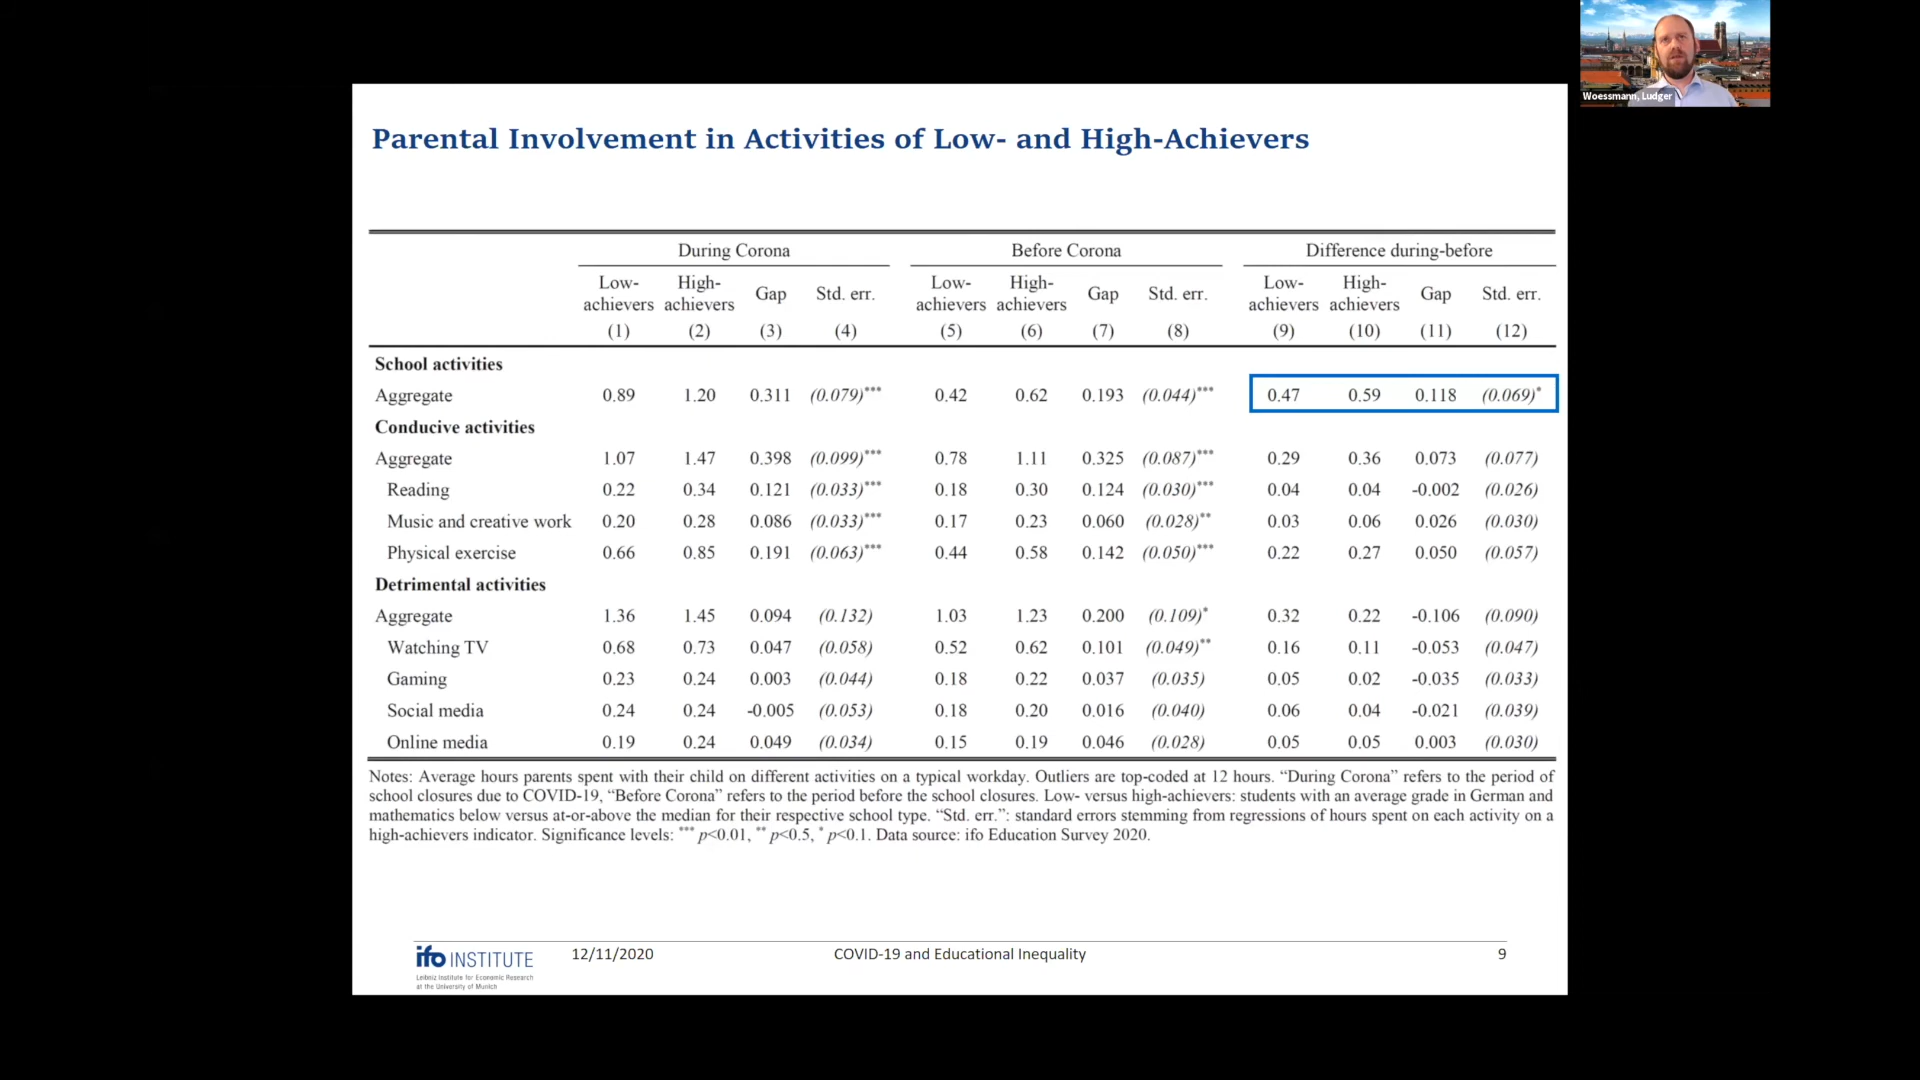 Woessmann, Ludger
Parental Involvement in Activities of Low- and High-Achievers
During Corona Before Corona Difference during-before
Low-achievers High-achievers Gap Std. err. Low-achievers High-achievers Gap Std. err. Low-achievers High-achievers Gap Std. err.
(1) (2) (3) (4) (5) (6) (7) (8) (9) (10) (11) (12)
School activities
Aggregate 0.89 1.20 0.311 (0.079)*** 0.42 0.62 0.193 (0.044)*** 0.47 0.59 0.118 (0.069)*
Conducive activities
Aggregate 1.07 1.47 0.398 (0.099)*** 0.78 1.11 0.325 (0.087)*** 0.29 0.36 0.073 (0.077)
Reading 0.22 0.34 0.121 (0.033)*** 0.18 0.30 0.124 (0.030)*** 0.04 0.04 -0.002 (0.026)
Music and creative work 0.20 0.28 0.086 (0.033)*** 0.17 0.23 0.060 (0.028)** 0.03 0.06 0.026 (0.030)
Physical exercise 0.66 0.85 0.191 (0.063)*** 0.44 0.58 0.142 (0.050)*** 0.22 0.27 0.050 (0.057)
Detrimental activities
Aggregate 1.36 1.45 0.094 (0.132) 1.03 1.23 0.200 (0.109)* 0.32 0.22 -0.106 (0.090)
Watching TV 0.68 0.73 0.047 (0.058) 0.52 0.62 0.101 (0.049)** 0.16 0.11 -0.053 (0.047)
Gaming 0.23 0.24 0.003 (0.044) 0.18 0.22 0.037 (0.035) 0.05 0.02 -0.035 (0.033)
Social media 0.24 0.24 -0.005 (0.053) 0.18 0.20 0.016 (0.040) 0.06 0.04 -0.021 (0.039)
Online media 0.19 0.24 0.049 (0.034) 0.15 0.19 0.046 (0.028) 0.05 0.05 0.003 (0.030)
Notes: Average hours parents spent with their child on different activities on a typical workday. Outliers are top-coded at 12 hours. “During Corona” refers to the period of
school closures due to COVID-19, “Before Corona” refers to the period before the school closures. Low- versus high-achievers: students with an average grade in German and
mathematics below versus at-or-above the median for their respective school type. “Std. err.”: standard errors stemming from regressions of hours spent on each activity on a
high-achievers indicator. Significance levels: *** p<0.01, ** p<0.5, * p<0.1. Data source: ifo Education Survey 2020.
ifo INSTITUTE
Leibniz Institute for Economic Research
at the University of Munich
12/11/2020
COVID-19 and Educational Inequality
9